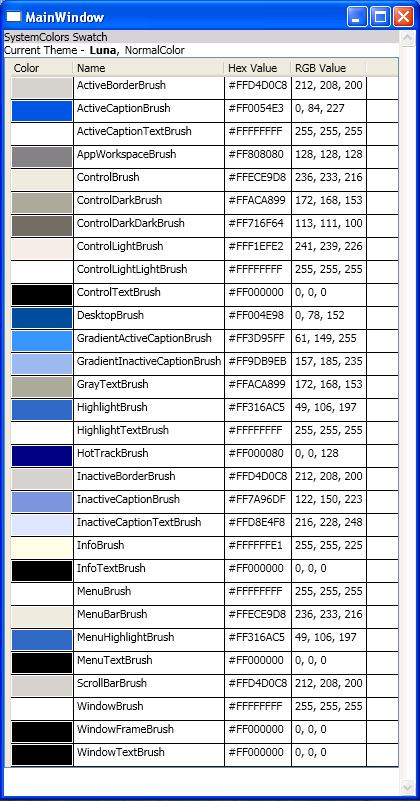 MainWindow
SystemColors Swatch
Current Theme - Luna, NormalColor
Color Name Hex Value RGB Value
ActiveBorderBrush #FFD4D0C8 212, 208, 200
ActiveCaptionBrush #FF0054E3 0, 84, 227
ActiveCaptionTextBrush #FFFFFFFF 255, 255, 255
AppWorkspaceBrush #FF808080 128, 128, 128
ControlBrush #FFECE9D8 236, 233, 216
ControlDarkBrush #FFACA899 172, 168, 153
ControlDarkDarkBrush #FF716F64 113, 111, 100
ControlLightBrush #FFF1EFE2 241, 239, 226
ControlLightLightBrush #FFFFFFFF 255, 255, 255
ControlTextBrush #FF000000 0, 0, 0
DesktopBrush #FF004E98 0, 78, 152
GradientActiveCaptionBrush #FF3D95FF 61, 149, 255
GradientInactiveCaptionBrush #FF9DB9EB 157, 185, 235
GrayTextBrush #FFACA899 172, 168, 153
HighlightBrush #FF316AC5 49, 106, 197
HighlightTextBrush #FFFFFFFF 255, 255, 255
HotTrackBrush #FF000080 0, 0, 128
InactiveBorderBrush #FFD4D0C8 212, 208, 200
InactiveCaptionBrush #FF7A96DF 122, 150, 223
InactiveCaptionTextBrush #FFD8E4F8 216, 228, 248
InfoBrush #FFFFFFE1 255, 255, 225
InfoTextBrush #FF000000 0, 0, 0
MenuBrush #FFFFFFFF 255, 255, 255
MenuBarBrush #FFECE9D8 236, 233, 216
MenuHighlightBrush #FF316AC5 49, 106, 197
MenuTextBrush #FF000000 0, 0, 0
ScrollBarBrush #FFD4D0C8 212, 208, 200
WindowBrush #FFFFFFFF 255, 255, 255
WindowFrameBrush #FF000000 0, 0, 0
WindowTextBrush #FF000000 0, 0, 0